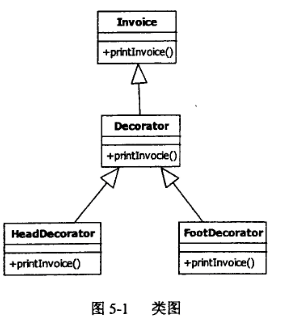 Invoice
+printInvoice()
Decorator
+printInvocie()
HeadDecorator
+printInvoice()
FootDecorator
+printInvoice()
图 5-1 类图